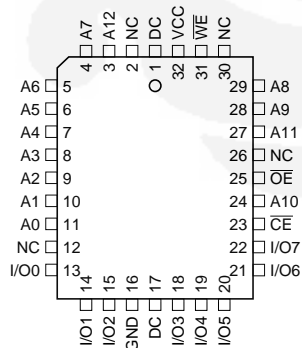 A7
A12
NC
DC
VCC
W̅E̅
NC
4
3
2
1
32
31
30
A6 5
A5 6
A4 7
A3 8
A2 9
A1 10
A0 11
NC 12
I/O0 13
29 A8
28 A9
27 A11
26 NC
25 O̅E̅
24 A10
23 C̅E̅
22 I/O7
21 I/O6
14
15
16
17
18
19
20
I/O1
I/O2
GND
DC
I/O3
I/O4
I/O5